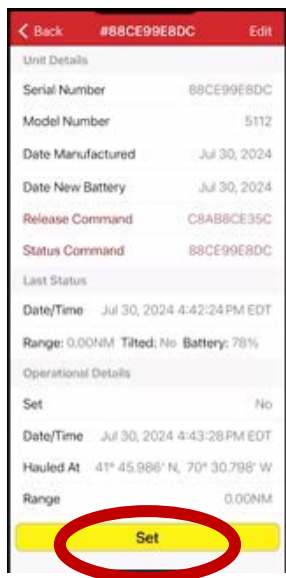 Back #88CE99E8DC Edit
Unit Details
Serial Number 88CE99E8DC
Model Number 5112
Date Manufactured Jul 30, 2024
Date New Battery Jul 30, 2024
Release Command C8AB8CE35C
Status Command 88CE99E8DC
Last Status
Date/Time Jul 30, 2024 4:42:24 PM EDT
Range: 0.00NM Tilted: No Battery: 78%
Operational Details
Set No
Date/Time Jul 30, 2024 4:43:28 PM EDT
Hauled At 41° 45.986' N, 70° 30.798' W
Range 0.00NM
Set